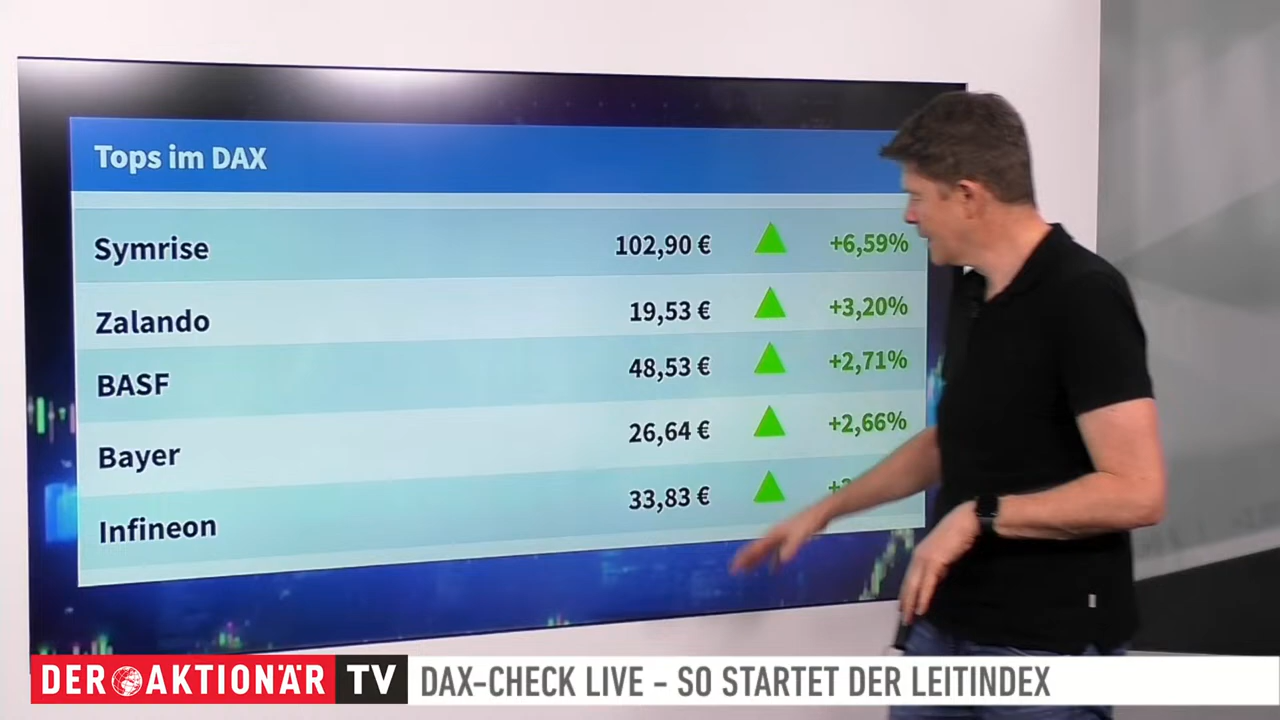 Tops im DAX
Symrise 102,90 € +6,59%
Zalando 19,53 € +3,20%
BASF 48,53 € +2,71%
Bayer 26,64 € +2,66%
Infineon 33,83 €
DER AKTIONÄR TV DAX-CHECK LIVE - SO STARTET DER LEITINDEX